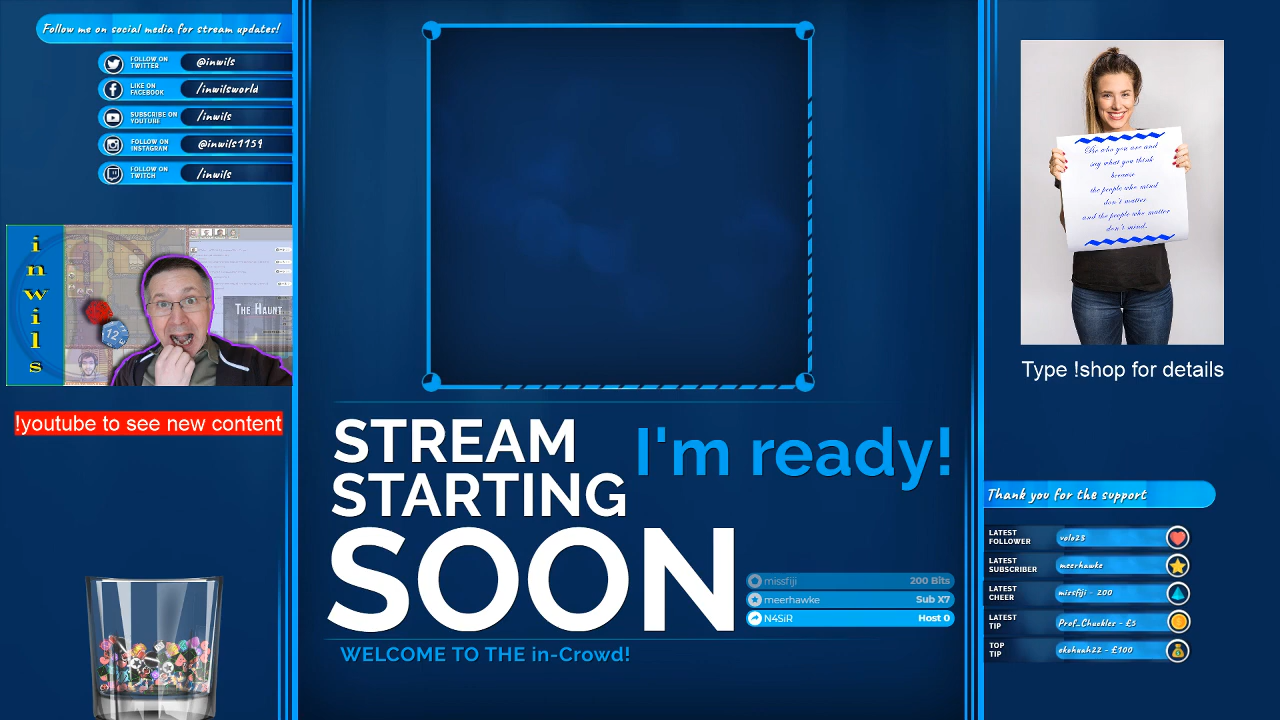 Follow me on social media for stream updates!
FOLLOW ON
TWITTER
@inwils
LIKE ON
FACEBOOK
/inwilsworld
SUBSCRIBE ON
YOUTUBE
/inwils
FOLLOW ON
INSTAGRAM
@inwils1159
FOLLOW ON
TWITCH
/inwils
inwils
12
THE HAUNT
!youtube to see new content
STREAM
STARTING
SOON
I'm ready!
missfiji 200 Bits
meerhawke Sub X7
N4SiR Host 0
WELCOME TO THE in-Crowd!
Be who you are and
say what you think
because
the people who mind
don't matter,
and the people who matter
don't mind.
Type !shop for details
Thank you for the support
LATEST
FOLLOWER
volo25
LATEST
SUBSCRIBER
meerhawke
LATEST
CHEER
missfiji - 200
LATEST
TIP
Prof_Chuckles - £5
TOP
TIP
- £100